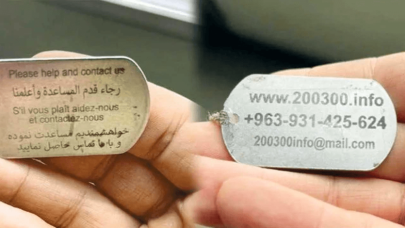 Please help and contact us
رجاء قدم المساعدة وأعلمنا
S'il vous plaît aidez-nous
et contactez-nous
خواهشمندیم مساعدت نموده
و با ما تماس حاصل نمایید
www.200300.info
+963-931-425-624
200300info@mail.com